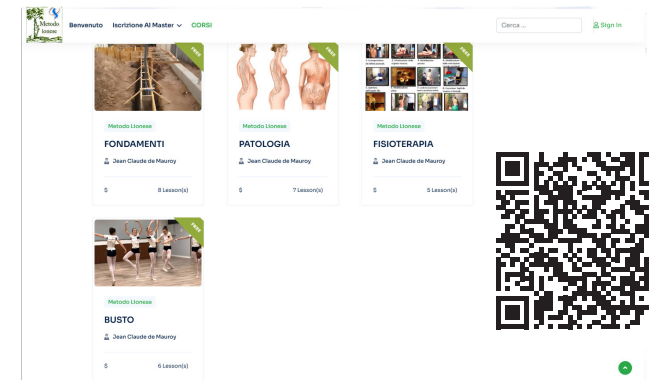 Metodo
lionese
Benvenuto Iscrizione Al Master CORSI
Cerca ...
Sign In
FREE
FREE
FREE
Metodo Lionese
FONDAMENTI
Jean Claude de Mauroy
$ 8 Lesson(s)
Metodo Lionese
PATOLOGIA
Jean Claude de Mauroy
$ 7 Lesson(s)
Metodo Lionese
FISIOTERAPIA
Jean Claude de Mauroy
$ 5 Lesson(s)
FREE
Metodo Lionese
BUSTO
Jean Claude de Mauroy
$ 6 Lesson(s)